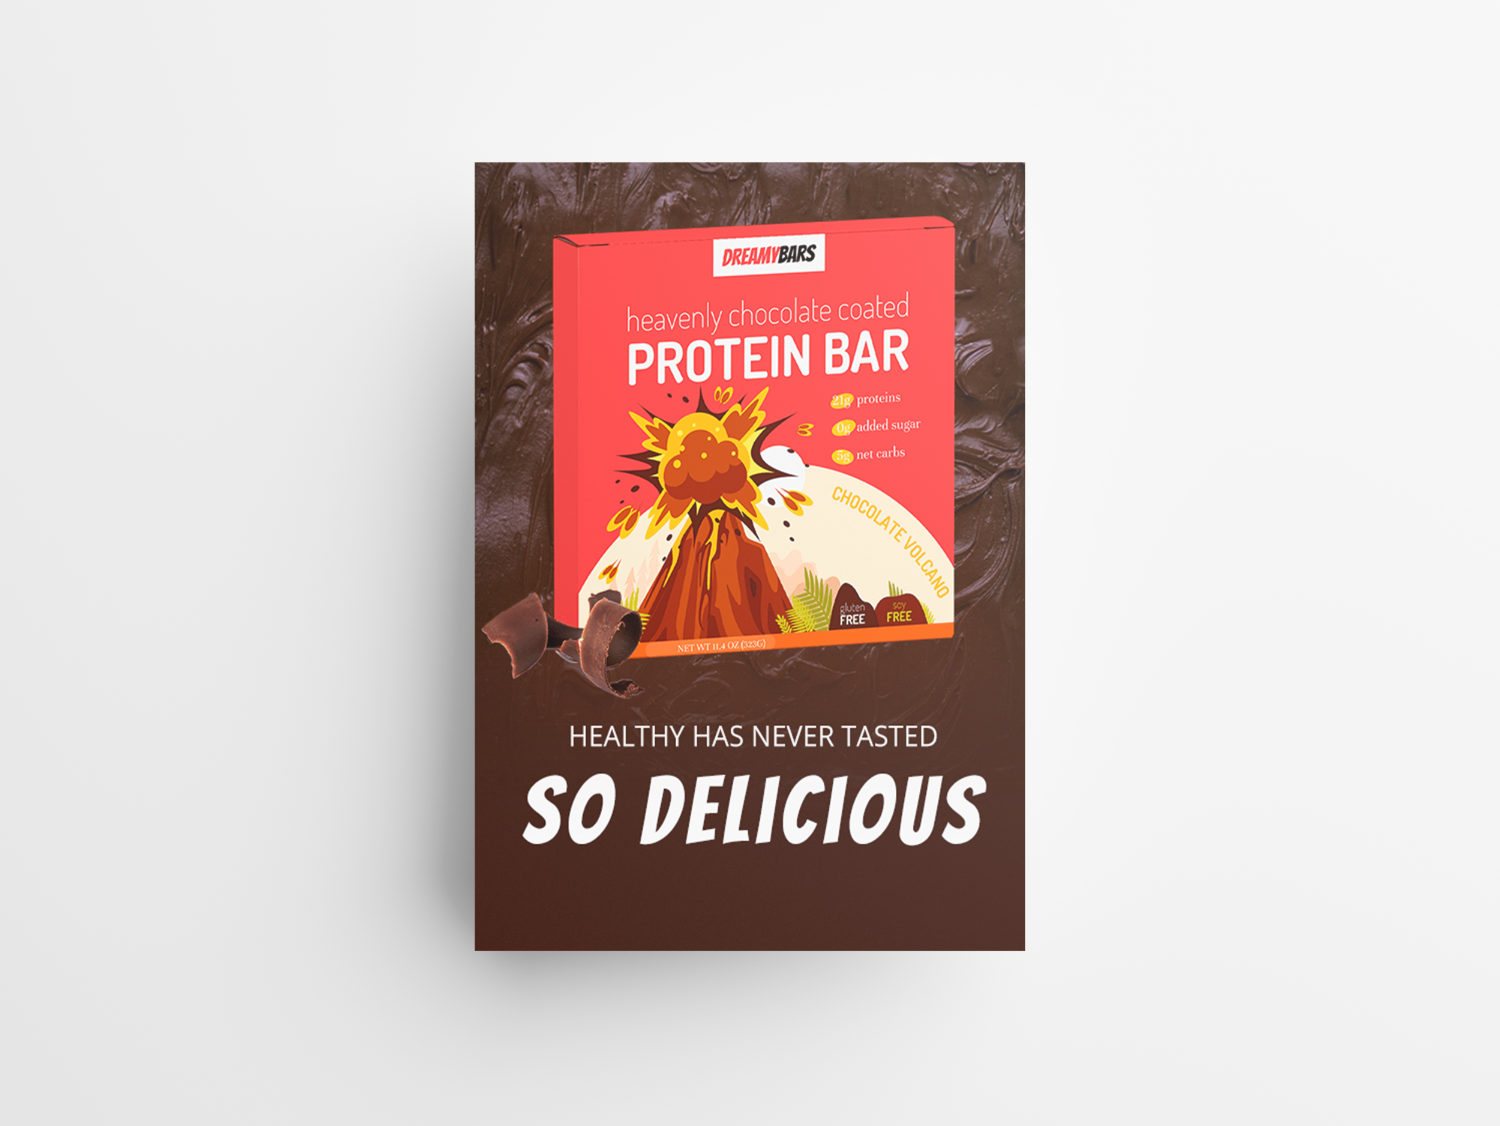 DREAMYBARS
heavenly chocolate coated
PROTEIN BAR
21g proteins
0g added sugar
5g net carbs
CHOCOLATE VOLCANO
gluten
FREE
soy
FREE
NET WT 11.4 OZ (323G)
HEALTHY HAS NEVER TASTED
SO DELICIOUS